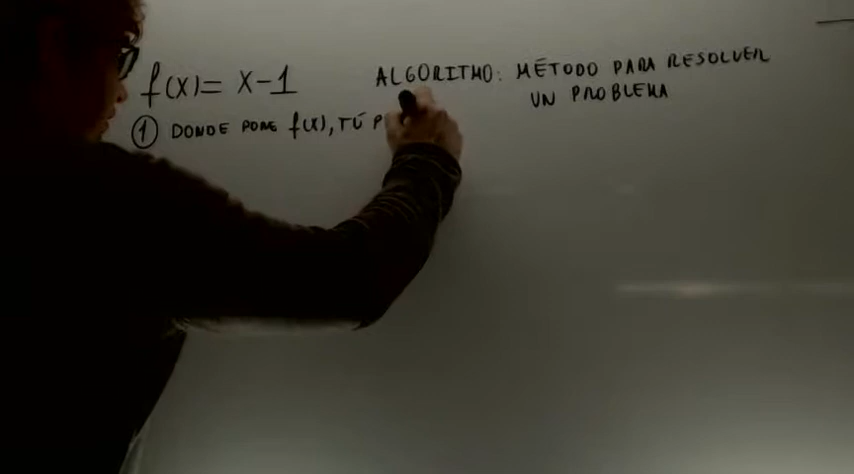 f(x)= x-1
ALGORITMO: MÉTODO PARA RESOLVER
UN PROBLEMA
① DONDE PONE f(x), TÚ P